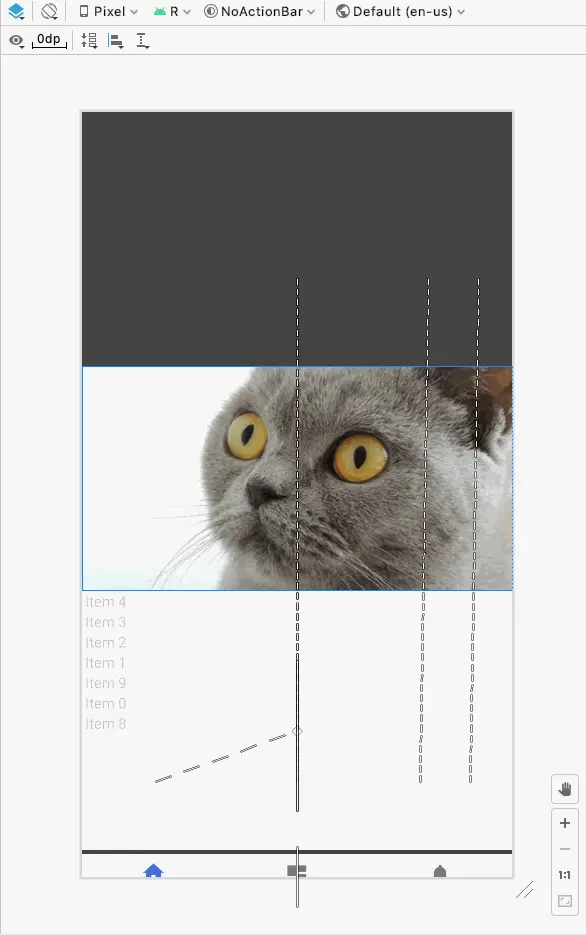 Pixel R NoActionBar Default (en-us)
0dp
Item 4
Item 3
Item 2
Item 1
Item 9
Item 0
Item 8
1:1